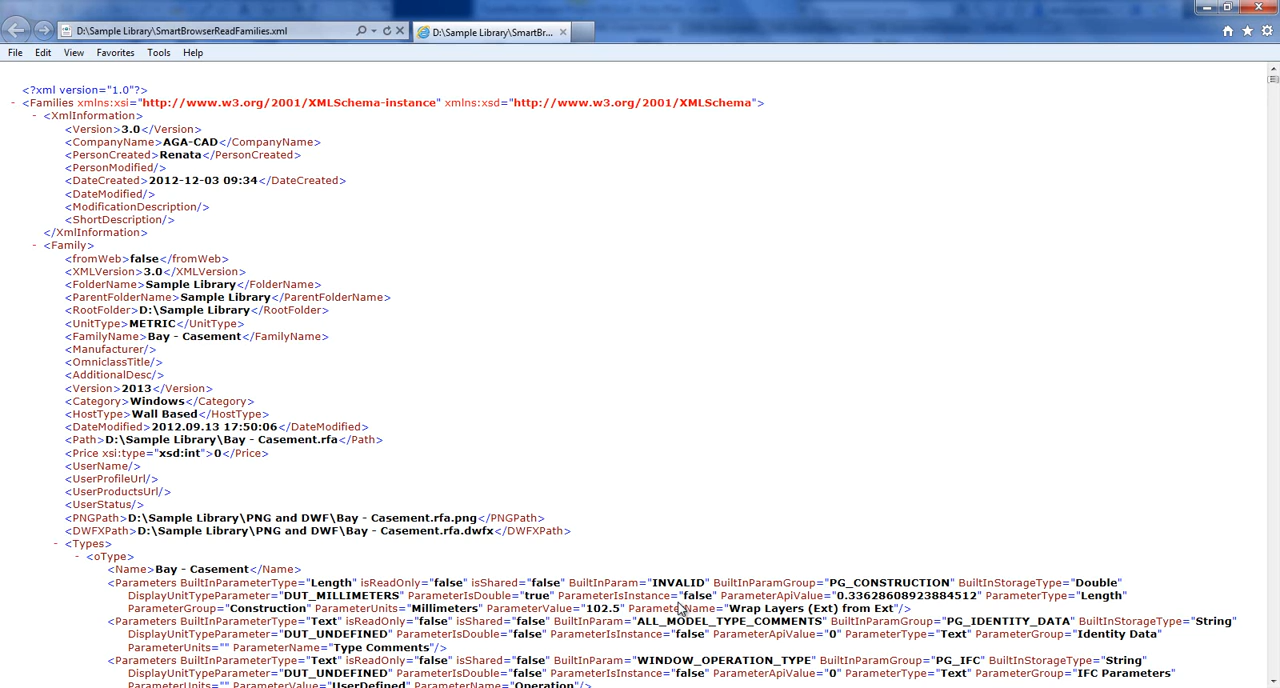 D:\Sample Library\SmartBrowserReadFamilies.xml
D:\Sample Library\SmartBr...
File Edit View Favorites Tools Help
<?xml version="1.0"?>
- <Families xmlns:xsi="http://www.w3.org/2001/XMLSchema-instance" xmlns:xsd="http://www.w3.org/2001/XMLSchema">
- <XmlInformation>
<Version>3.0</Version>
<CompanyName>AGA-CAD</CompanyName>
<PersonCreated>Renata</PersonCreated>
<PersonModified/>
<DateCreated>2012-12-03 09:34</DateCreated>
<DateModified/>
<ModificationDescription/>
<ShortDescription/>
</XmlInformation>
- <Family>
<fromWeb>false</fromWeb>
<XMLVersion>3.0</XMLVersion>
<FolderName>Sample Library</FolderName>
<ParentFolderName>Sample Library</ParentFolderName>
<RootFolder>D:\Sample Library</RootFolder>
<UnitType>METRIC</UnitType>
<FamilyName>Bay - Casement</FamilyName>
<Manufacturer/>
<OmniclassTitle/>
<AdditionalDesc/>
<Version>2013</Version>
<Category>Windows</Category>
<HostType>Wall Based</HostType>
<DateModified>2012.09.13 17:50:06</DateModified>
<Path>D:\Sample Library\Bay - Casement.rfa</Path>
<Price xsi:type="xsd:int">0</Price>
<UserName/>
<UserProfileUrl/>
<UserProductsUrl/>
<UserStatus/>
<PNGPath>D:\Sample Library\PNG and DWF\Bay - Casement.rfa.png</PNGPath>
<DWFXPath>D:\Sample Library\PNG and DWF\Bay - Casement.rfa.dwfx</DWFXPath>
- <Types>
- <oType>
<Name>Bay - Casement</Name>
<Parameters BuiltInParameterType="Length" isReadOnly="false" isShared="false" BuiltInParam="INVALID" BuiltInParamGroup="PG_CONSTRUCTION" BuiltInStorageType="Double"
DisplayUnitTypeParameter="DUT_MILLIMETERS" ParameterIsDouble="true" ParameterIsInstance="false" ParameterApiValue="0.33628608923884512" ParameterType="Length"
ParameterGroup="Construction" ParameterUnits="Millimeters" ParameterValue="102.5" ParameterName="Wrap Layers (Ext) from Ext"/>
<Parameters BuiltInParameterType="Text" isReadOnly="false" isShared="false" BuiltInParam="ALL_MODEL_TYPE_COMMENTS" BuiltInParamGroup="PG_IDENTITY_DATA" BuiltInStorageType="String"
DisplayUnitTypeParameter="DUT_UNDEFINED" ParameterIsDouble="false" ParameterIsInstance="false" ParameterApiValue="0" ParameterType="Text" ParameterGroup="Identity Data"
ParameterUnits="" ParameterName="Type Comments"/>
<Parameters BuiltInParameterType="Text" isReadOnly="false" isShared="false" BuiltInParam="WINDOW_OPERATION_TYPE" BuiltInParamGroup="PG_IFC" BuiltInStorageType="String"
DisplayUnitTypeParameter="DUT_UNDEFINED" ParameterIsDouble="false" ParameterIsInstance="false" ParameterApiValue="0" ParameterType="Text" ParameterGroup="IFC Parameters"
ParameterUnits="" ParameterValue="UserDefined" ParameterName="Operation"/>